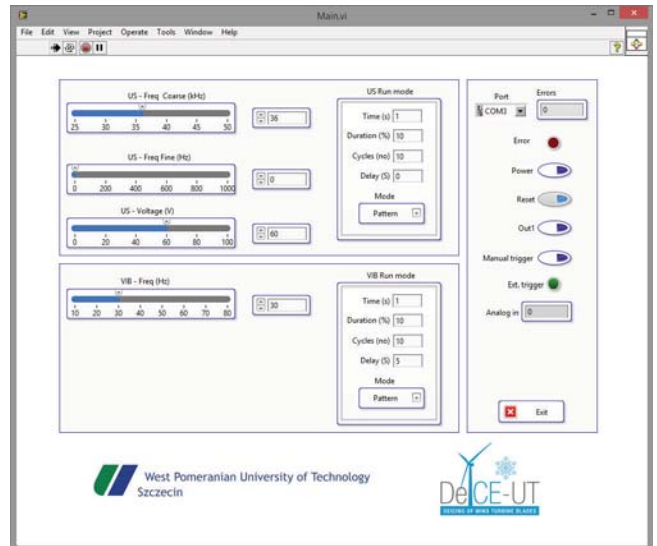 Main.vi
File Edit View Project Operate Tools Window Help
US - Freq Coarse (kHz)
25 30 35 40 45 50
36
US - Freq Fine (Hz)
0 200 400 600 800 1000
0
US - Voltage (V)
0 20 40 60 80 100
60
US Run mode
Time (s) 1
Duration (%) 10
Cycles (no) 10
Delay (S) 0
Mode
Pattern
VIB - Freq (Hz)
10 20 30 40 50 60 70 80
30
VIB Run mode
Time (s) 1
Duration (%) 10
Cycles (no) 10
Delay (S) 5
Mode
Pattern
Port Errors
COM3 0
Error
Power
Reset
Out1
Manual trigger
Ext. trigger
Analog in 0
Exit
West Pomeranian University of Technology
Szczecin
DeICE-UT
DEICING OF WIND TURBINE BLADES